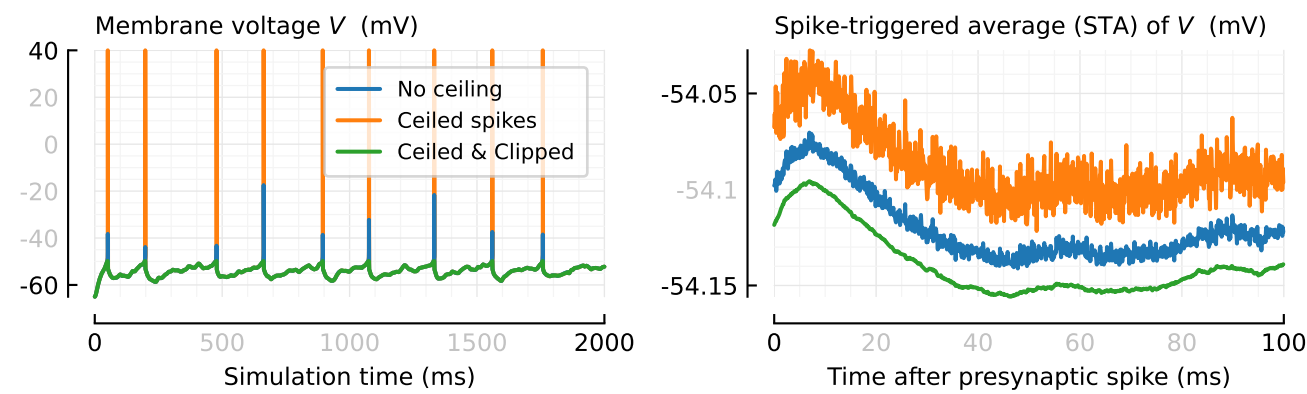 Membrane voltage V (mV)
40
20
0
-20
-40
-60
No ceiling
Ceiled spikes
Ceiled & Clipped
0
500
1000
1500
2000
Simulation time (ms)
Spike-triggered average (STA) of V (mV)
-54.05
-54.1
-54.15
0
20
40
60
80
100
Time after presynaptic spike (ms)